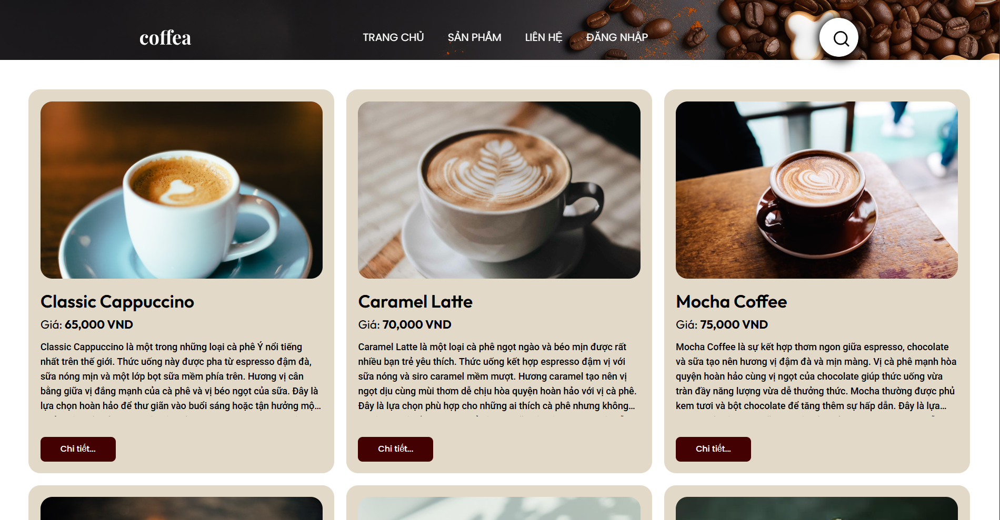 coffea
TRANG CHỦ
SẢN PHẨM
LIÊN HỆ
ĐĂNG NHẬP
Classic Cappuccino
Giá: 65,000 VND
Classic Cappuccino là một trong những loại cà phê Ý nổi tiếng
nhất trên thế giới. Thức uống này được pha từ espresso đậm đà,
sữa nóng mịn và một lớp bọt sữa mềm phía trên. Hương vị cân
bằng giữa vị đắng mạnh của cà phê và vị béo ngọt của sữa. Đây là
lựa chọn hoàn hảo để thư giãn vào buổi sáng hoặc tận hưởng mộ...
Chi tiết...
Caramel Latte
Giá: 70,000 VND
Caramel Latte là một loại cà phê ngọt ngào và béo mịn được rất
nhiều bạn trẻ yêu thích. Thức uống kết hợp espresso đậm vị với
sữa nóng và siro caramel mềm mượt. Hương caramel tạo nên vị
ngọt dịu cùng mùi thơm dễ chịu hòa quyện hoàn hảo với vị cà phê.
Đây là lựa chọn phù hợp cho những ai thích cà phê nhưng không...
Chi tiết...
Mocha Coffee
Giá: 75,000 VND
Mocha Coffee là sự kết hợp thơm ngon giữa espresso, chocolate
và sữa tạo nên hương vị đậm đà và mịn màng. Vị cà phê mạnh hòa
quyện hoàn hảo cùng vị ngọt của chocolate giúp thức uống vừa
tràn đầy năng lượng vừa dễ thưởng thức. Mocha thường được phủ
kem tươi và bột chocolate để tăng thêm sự hấp dẫn. Đây là lựa...
Chi tiết...